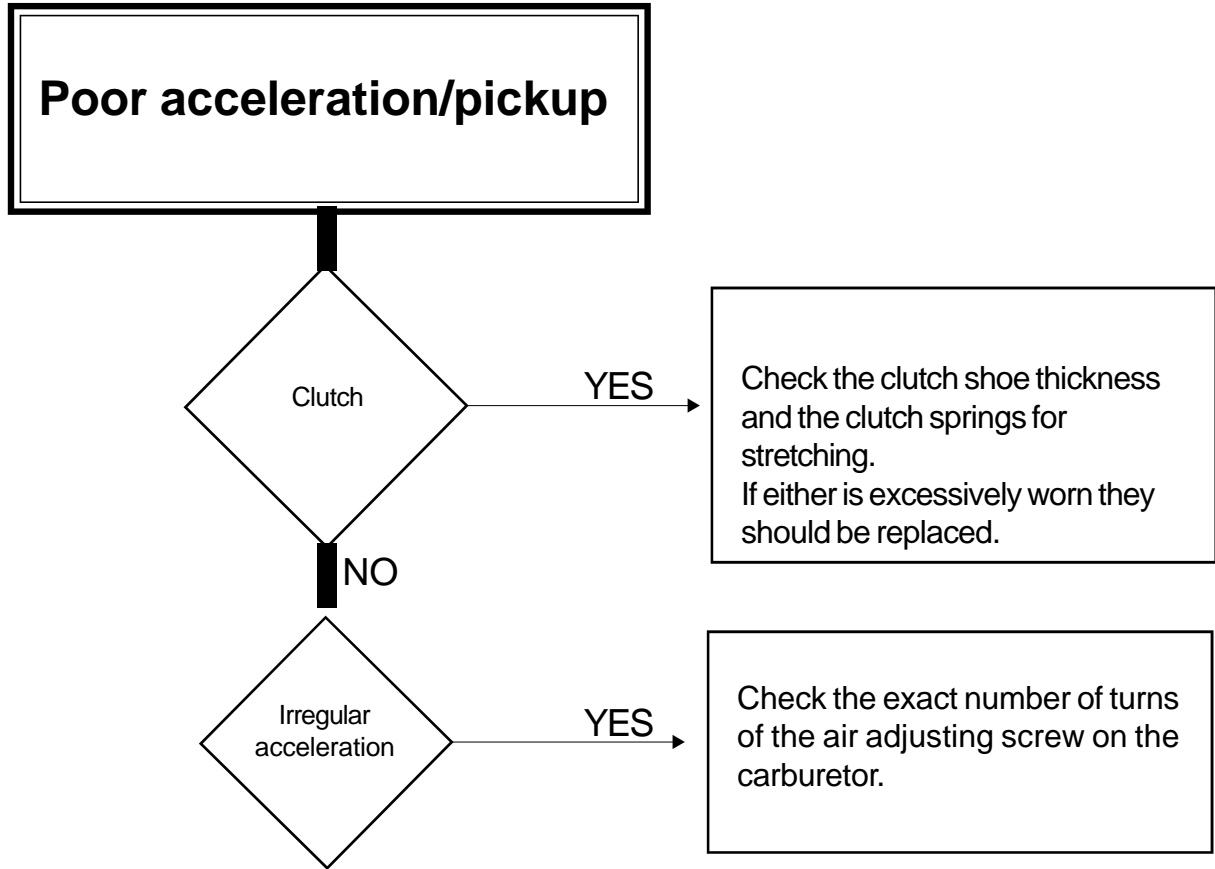 Poor acceleration/pickup
Clutch
YES
Check the clutch shoe thickness
and the clutch springs for
stretching.
If either is excessively worn they
should be replaced.
NO
Irregular
acceleration
YES
Check the exact number of turns
of the air adjusting screw on the
carburetor.